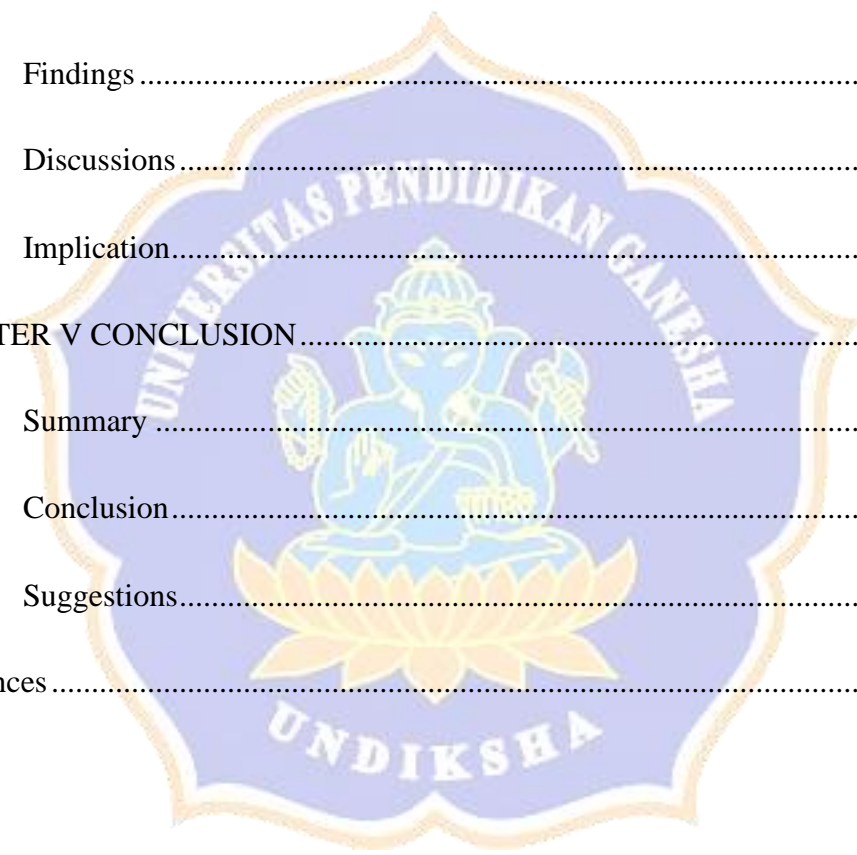 Findings ..........................................................................................
Discussions .....................................................................................
UNIVERSITAS PENDIDIKAN GANESHA
Implication......................................................................................
TER V CONCLUSION......................................................................
Summary ........................................................................................
Conclusion......................................................................................
Suggestions.....................................................................................
nces ....................................................................................................
UNDIKSHA